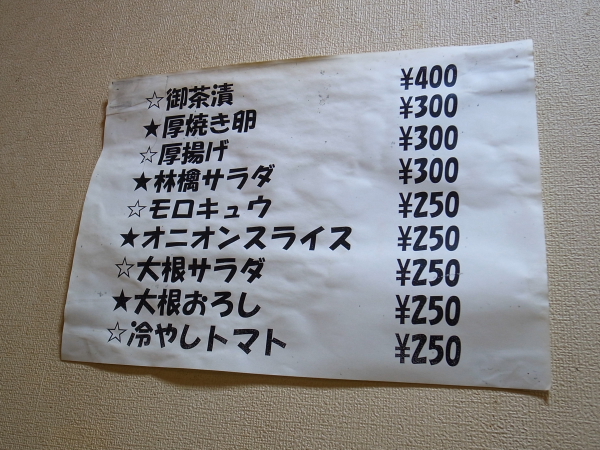 ☆御茶漬 ¥400
★厚焼き卵 ¥300
☆厚揚げ ¥300
★林檎サラダ ¥300
☆モロキュウ ¥250
★オニオンスライス ¥250
☆大根サラダ ¥250
★大根おろし ¥250
☆冷やしトマト ¥250